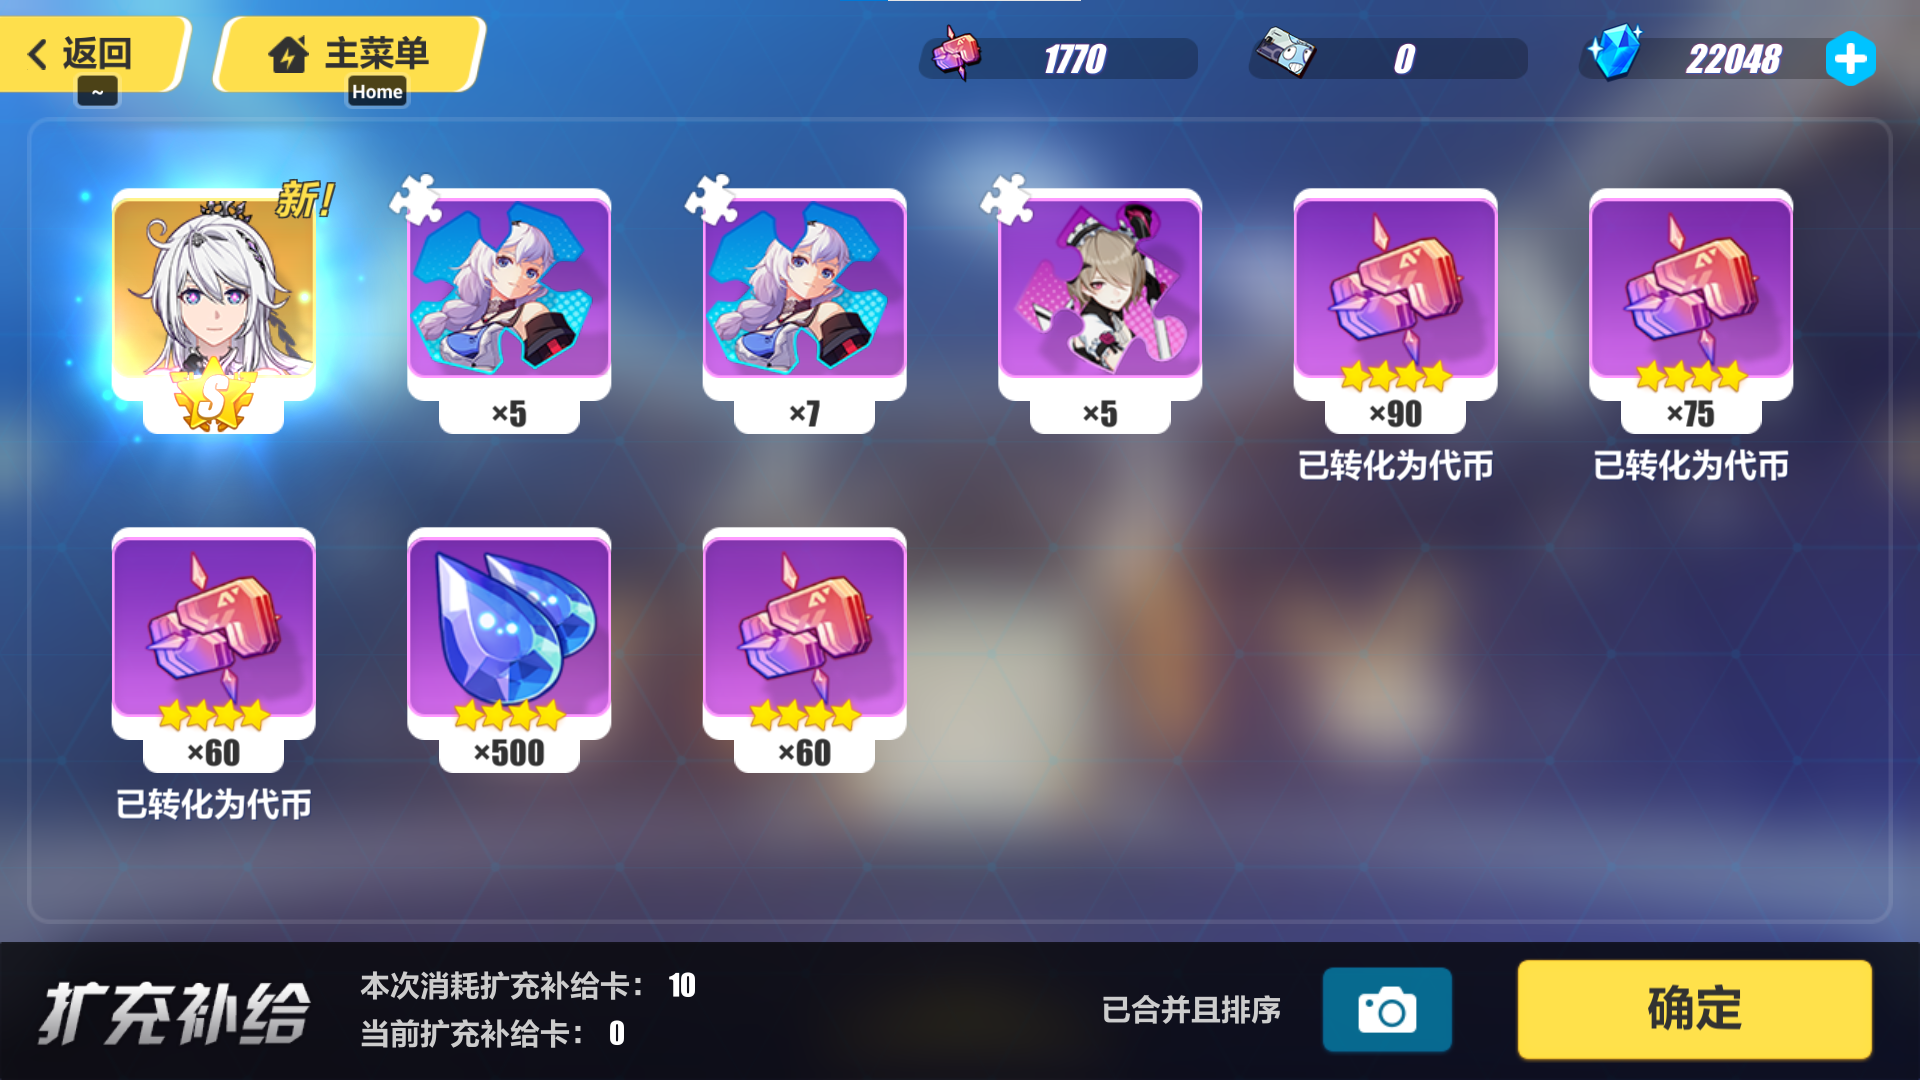 返回
~
主菜单
Home
1770
0
22048
新!
S
×5
×7
×5
×90
×75
已转化为代币
已转化为代币
×60
×500
×60
已转化为代币
扩充补给
本次消耗扩充补给卡: 10
当前扩充补给卡: 0
已合并且排序
确定